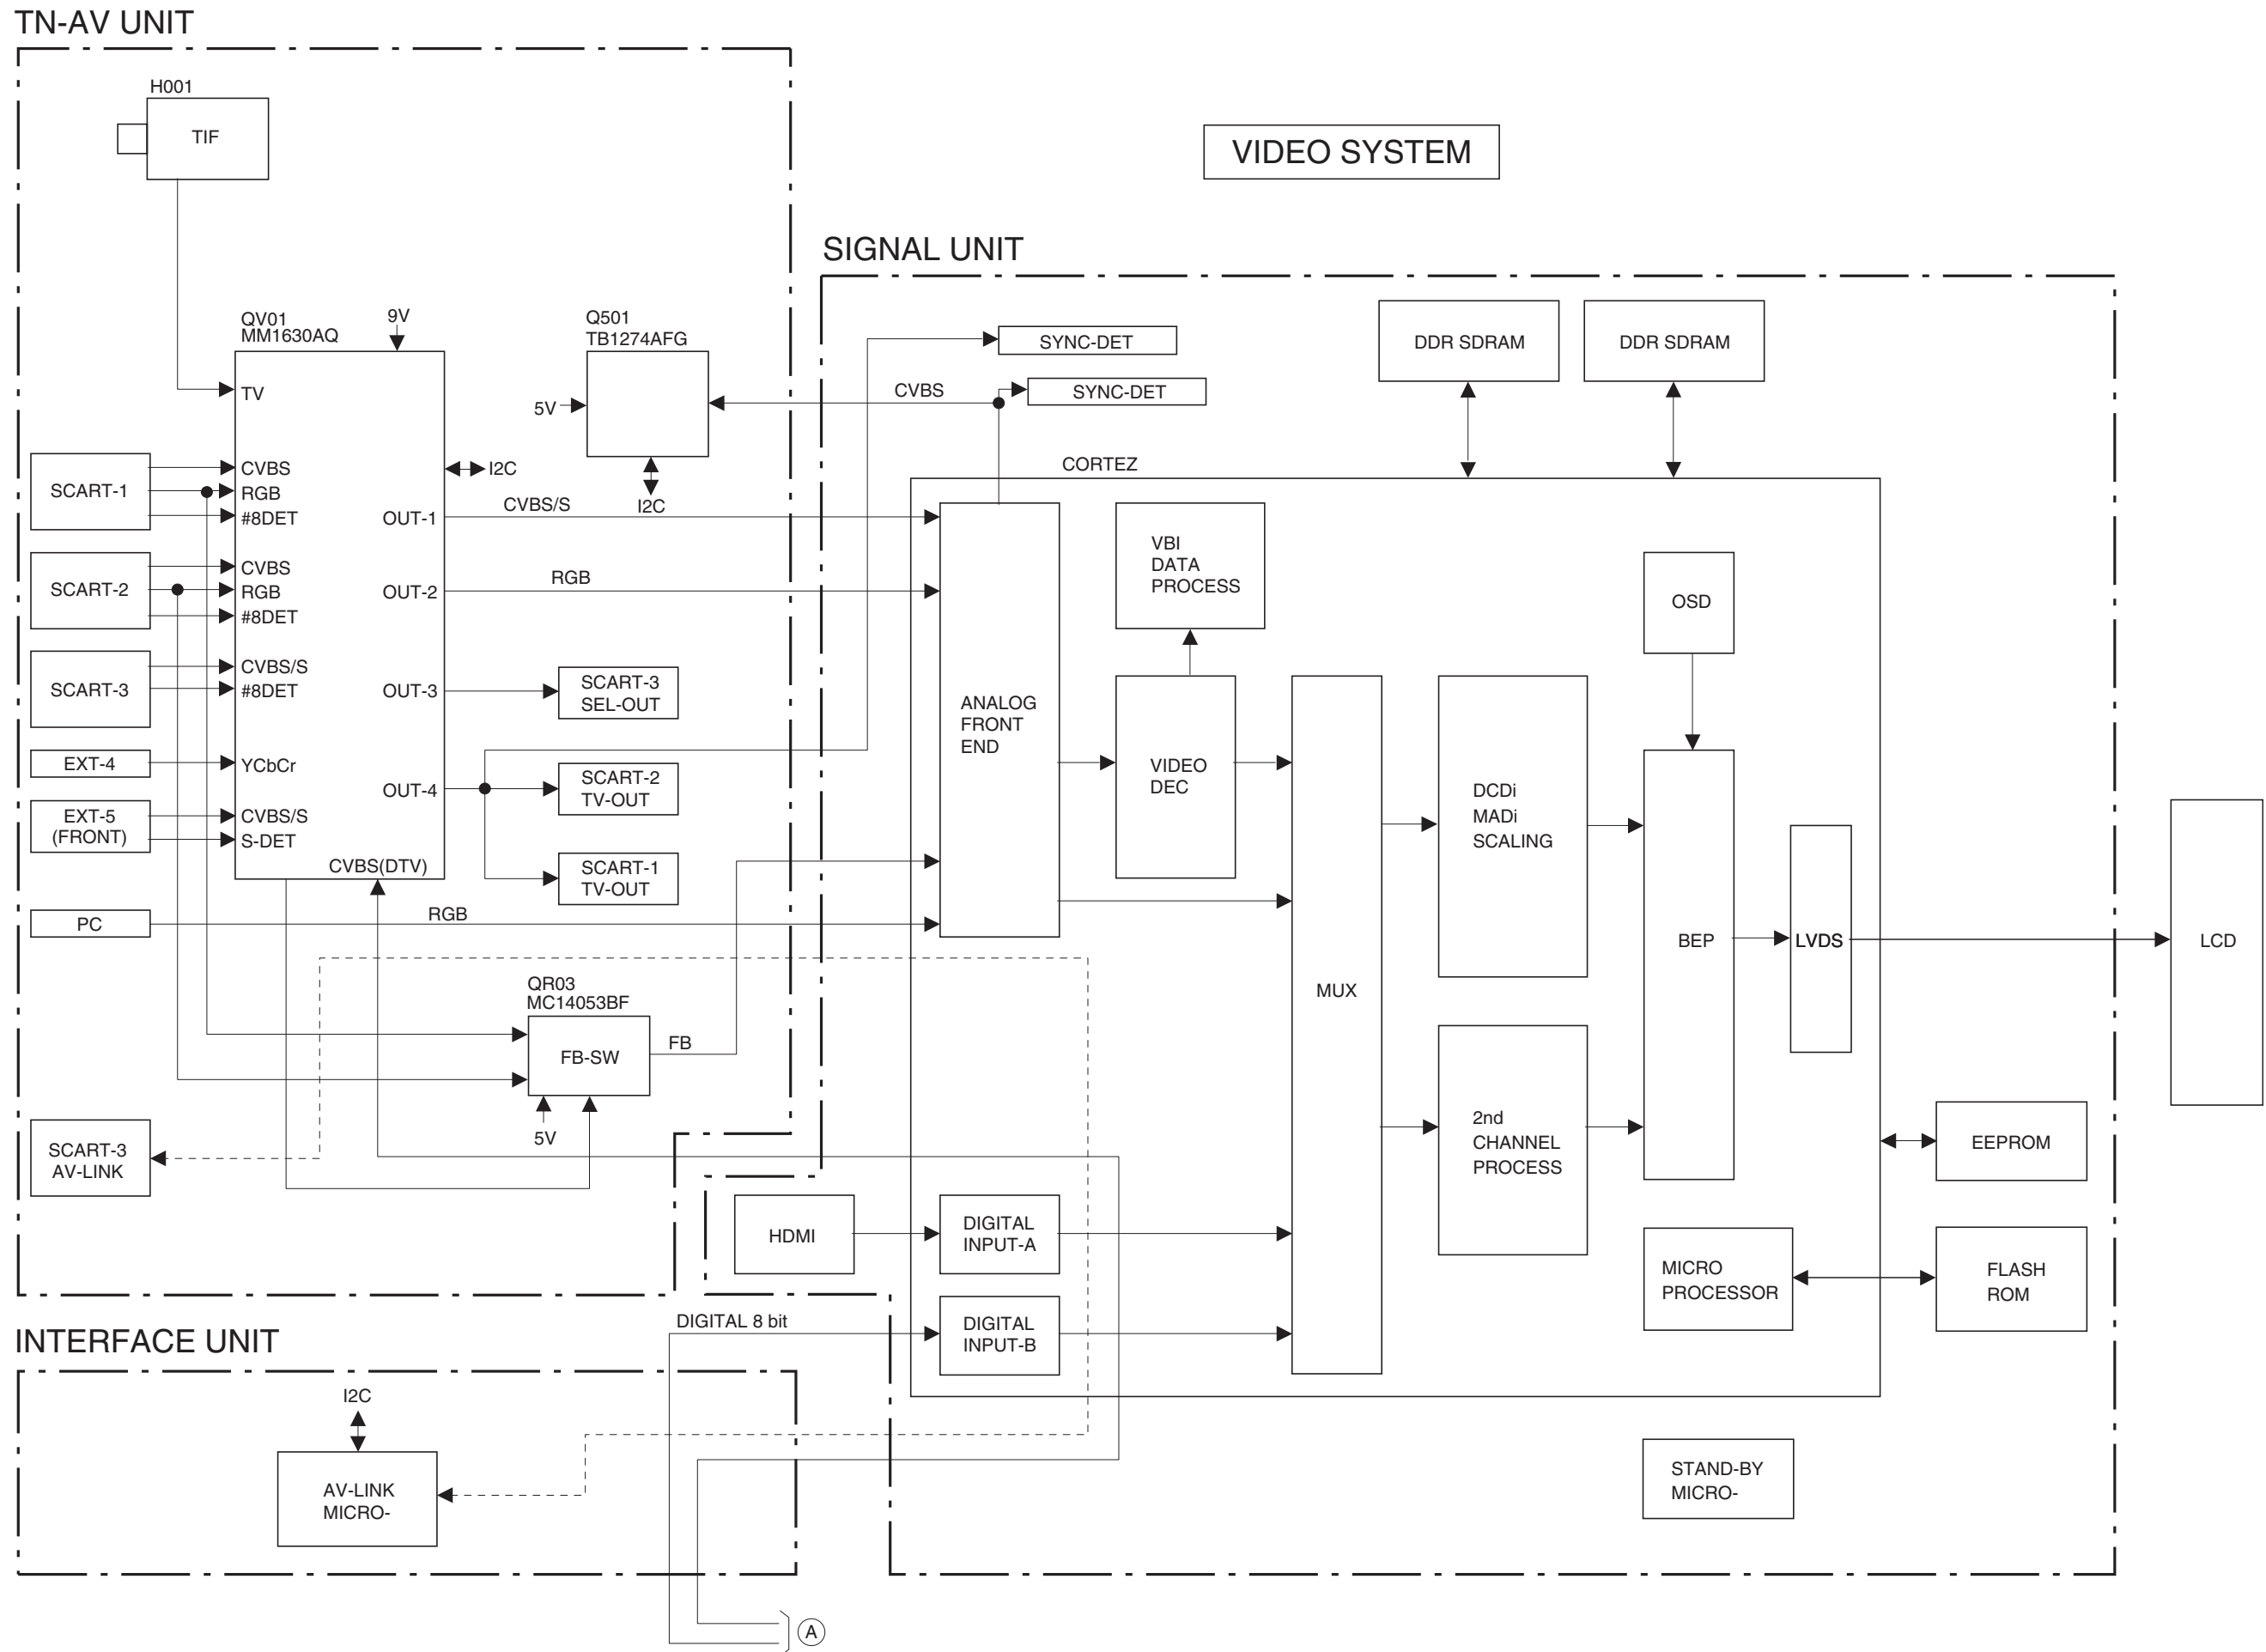 TN-AV UNIT
H001
TIF
VIDEO SYSTEM
SIGNAL UNIT
QV01
MM1630AQ
9V
TV
CVBS
RGB
#8DET
CVBS
RGB
#8DET
CVBS/S
#8DET
YCbCr
CVBS/S
S-DET
CVBS(DTV)
OUT-1
OUT-2
OUT-3
OUT-4
I2C
SCART-1
SCART-2
SCART-3
EXT-4
EXT-5
(FRONT)
PC
Q501
TB1274AFG
5V
I2C
CVBS/S
RGB
SCART-3
SEL-OUT
SCART-2
TV-OUT
SCART-1
TV-OUT
RGB
QR03
MC14053BF
FB-SW
FB
5V
SCART-3
AV-LINK
SYNC-DET
SYNC-DET
CVBS
DDR SDRAM
DDR SDRAM
CORTEZ
ANALOG
FRONT
END
VBI
DATA
PROCESS
VIDEO
DEC
MUX
DCDi
MADi
SCALING
2nd
CHANNEL
PROCESS
OSD
BEP
LVDS
LCD
EEPROM
HDMI
DIGITAL
INPUT-A
DIGITAL 8 bit
DIGITAL
INPUT-B
MICRO
PROCESSOR
FLASH
ROM
STAND-BY
MICRO-
INTERFACE UNIT
I2C
AV-LINK
MICRO-
A